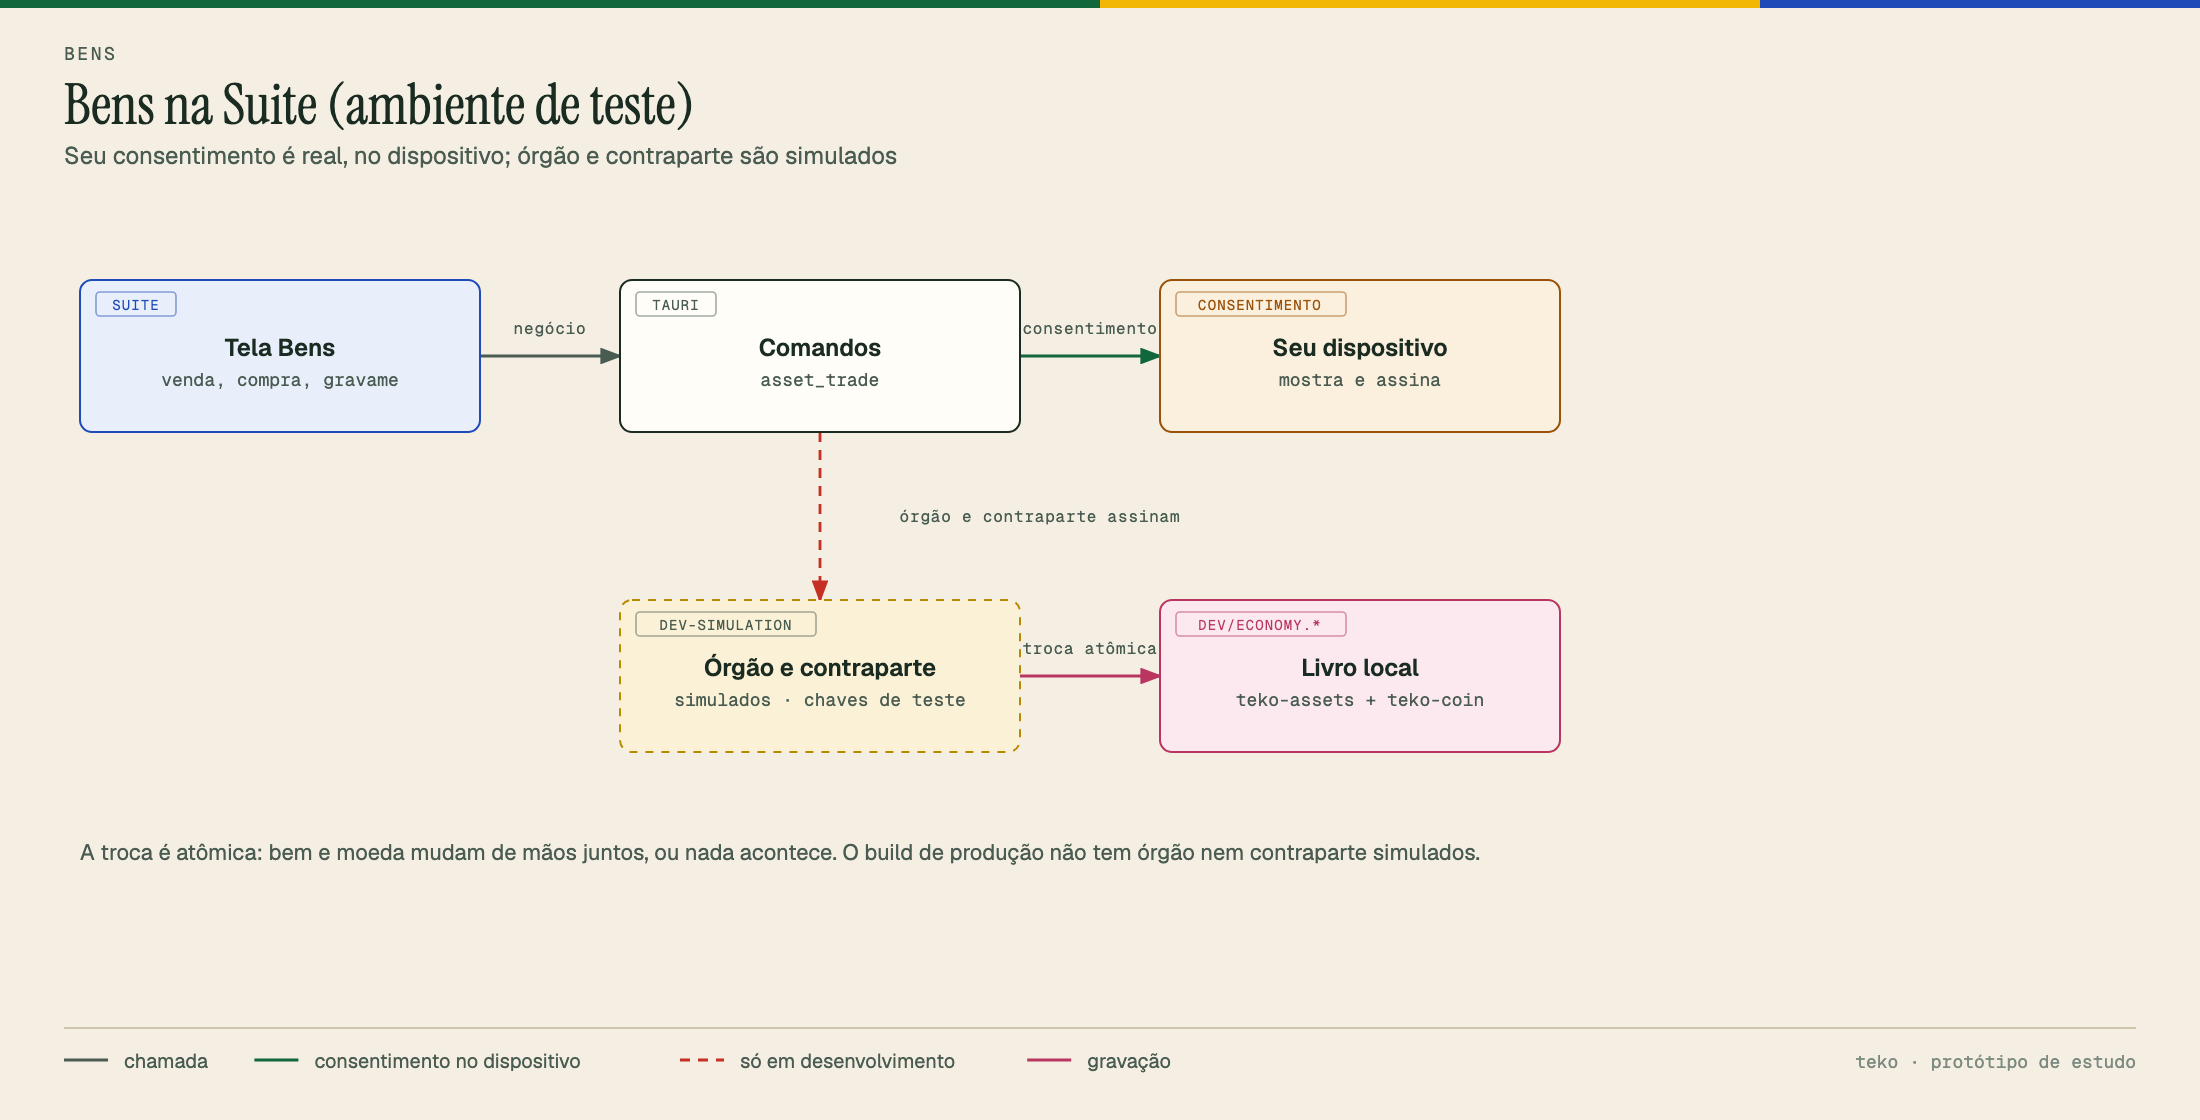 BENS
Bens na Suite (ambiente de teste)
Seu consentimento é real, no dispositivo; órgão e contraparte são simulados
SUITE
Tela Bens
venda, compra, gravame
negócio
TAURI
Comandos
asset_trade
consentimento
CONSENTIMENTO
Seu dispositivo
mostra e assina
órgão e contraparte assinam
DEV-SIMULATION
Órgão e contraparte
simulados · chaves de teste
troca atômica
DEV/ECONOMY.*
Livro local
teko-assets + teko-coin
A troca é atômica: bem e moeda mudam de mãos juntos, ou nada acontece. O build de produção não tem órgão nem contraparte simulados.
chamada
consentimento no dispositivo
só em desenvolvimento
gravação
teko · protótipo de estudo